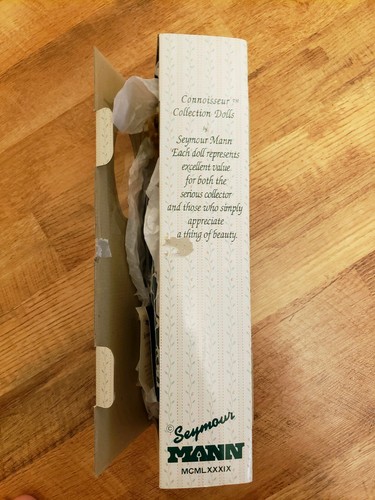 Connoisseur™
Collection Dolls
by
Seymour Mann
Each doll represents
excellent value
for both the
serious collector
and those who simply
appreciate
a thing of beauty.
© Seymour
MANN
MCMLXXXIX